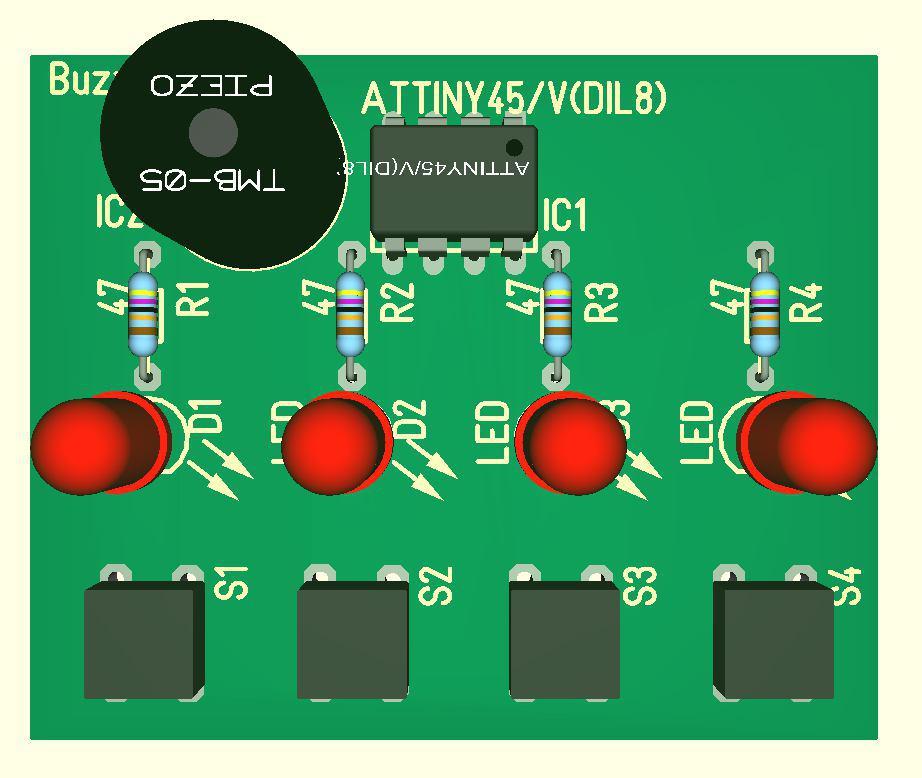 Buz
PIEZO
ATTINY45/V(DIL8)
ATTINY45/V(DIL8)
TMB-05
IC2
IC1
47
R1
47
R2
47
R3
47
R4
D1
LED
D2
LED
D3
LED
S1
S2
S3
S4